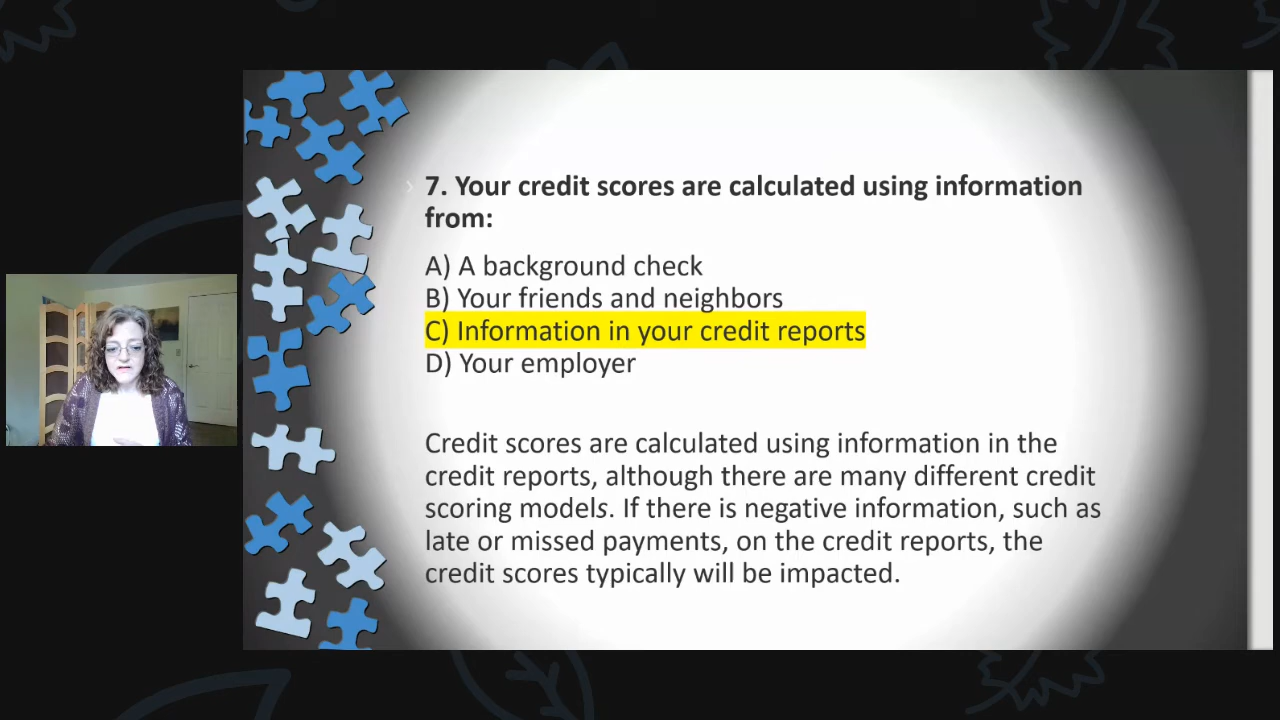 7. Your credit scores are calculated using information
from:
A) A background check
B) Your friends and neighbors
C) Information in your credit reports
D) Your employer
Credit scores are calculated using information in the
credit reports, although there are many different credit
scoring models. If there is negative information, such as
late or missed payments, on the credit reports, the
credit scores typically will be impacted.